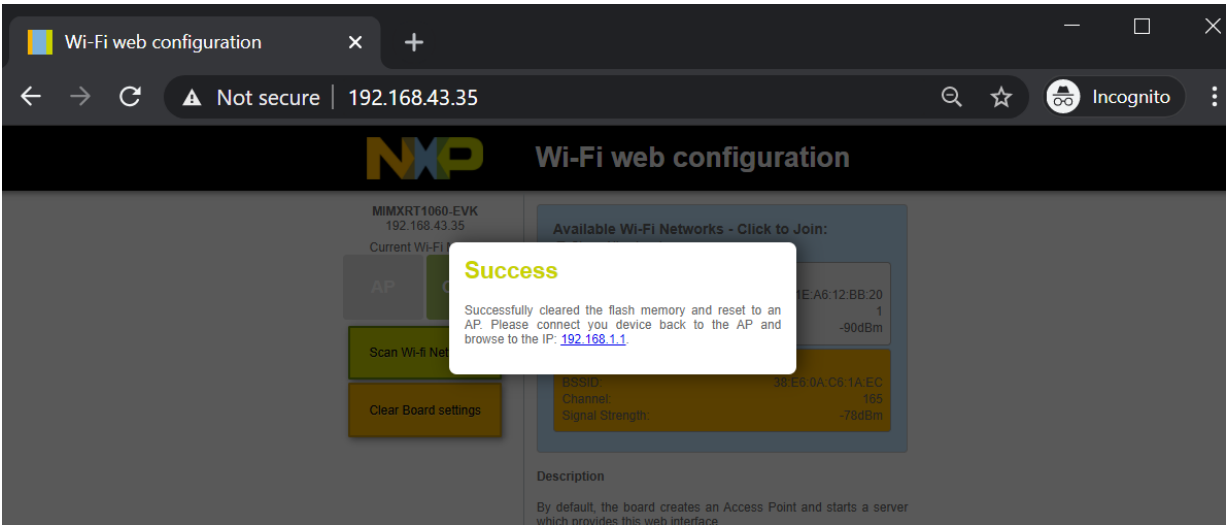 Wi-Fi web configuration
Not secure
192.168.43.35
Incognito
NXP
Wi-Fi web configuration
MIMXRT1060-EVK
192.168.43.35
Current Wi-Fi
AP
Scan Wi-fi Net
Clear Board settings
Available Wi-Fi Networks - Click to Join:
1E:A6:12:BB:20
1
-90dBm
Success
Successfully cleared the flash memory and reset to an
AP. Please connect you device back to the AP and
browse to the IP: 192.168.1.1.
BSSID: 38:E6:0A:C6:1A:EC
Channel: 165
Signal Strength: -78dBm
Description
By default, the board creates an Access Point and starts a server
which provides this web interface.